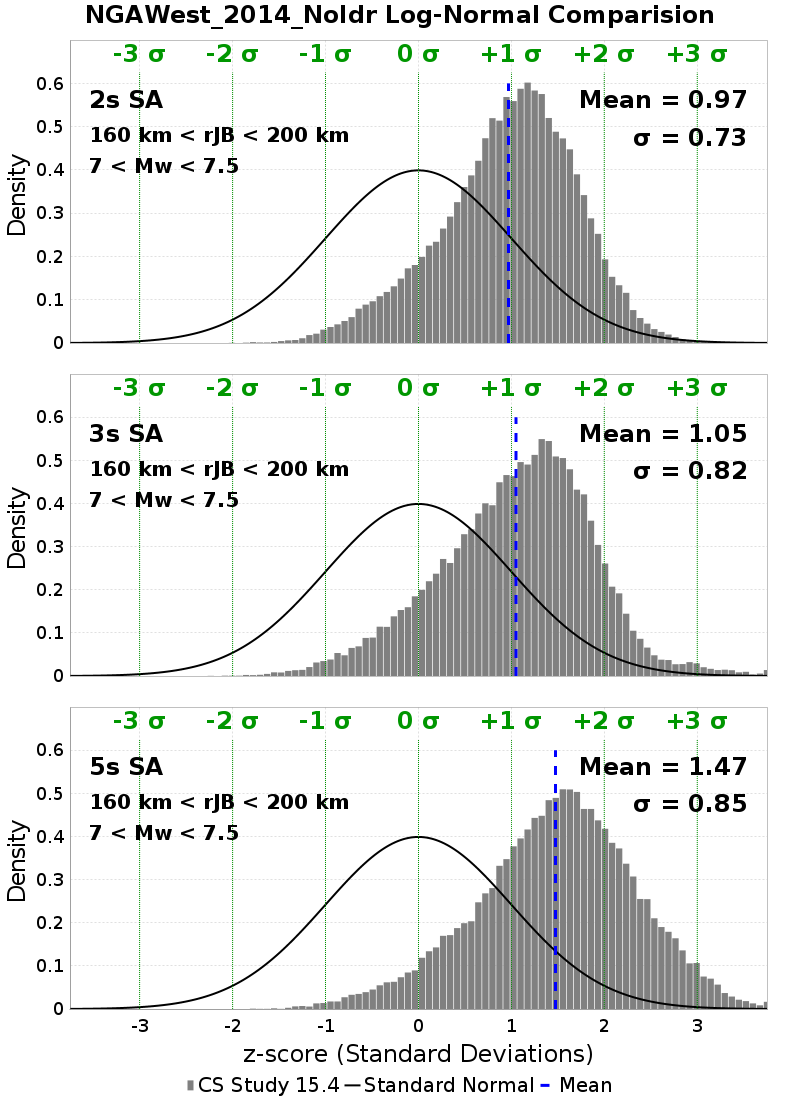 NGAWest_2014_NoIdr Log-Normal Comparision
-3 σ -2 σ -1 σ 0 σ +1 σ +2 σ +3 σ
2s SA
Mean = 0.97
160 km < rJB < 200 km
σ = 0.73
7 < Mw < 7.5
Density
0.6
0.5
0.4
0.3
0.2
0.1
0
-3 σ -2 σ -1 σ 0 σ +1 σ +2 σ +3 σ
3s SA
Mean = 1.05
160 km < rJB < 200 km
σ = 0.82
7 < Mw < 7.5
Density
0.6
0.5
0.4
0.3
0.2
0.1
0
-3 σ -2 σ -1 σ 0 σ +1 σ +2 σ +3 σ
5s SA
Mean = 1.47
160 km < rJB < 200 km
σ = 0.85
7 < Mw < 7.5
Density
0.6
0.5
0.4
0.3
0.2
0.1
0
-3 -2 -1 0 1 2 3
z-score (Standard Deviations)
CS Study 15.4 Standard Normal Mean